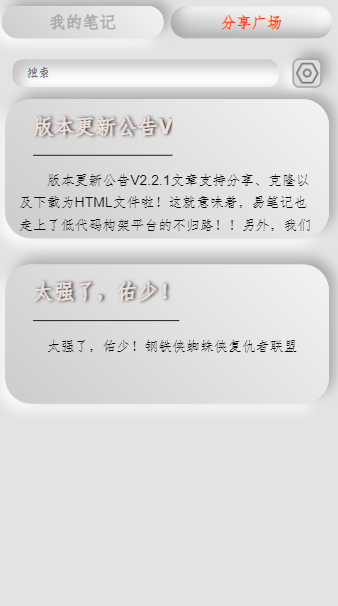 我的笔记 分享广场
搜索
版本更新公告V
版本更新公告V2.2.1文章支持分享、克隆以
及下载为HTML文件啦！这就意味着，易笔记也
走上了低代码构架平台的不归路！！另外，我们
太强了，佑少！
太强了，佑少！钢铁侠蜘蛛侠复仇者联盟